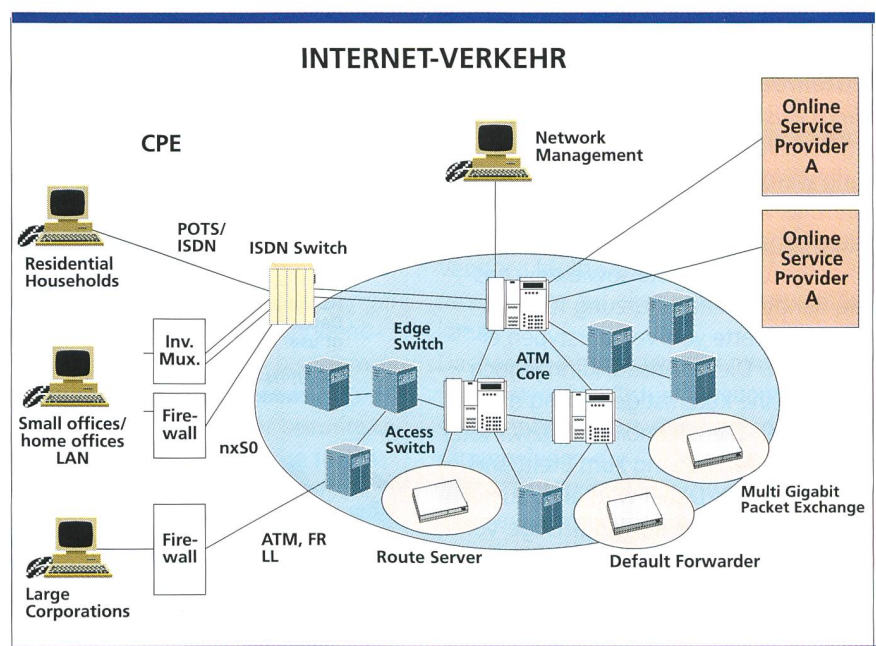 INTERNET-VERKEHR
CPE
Network
Management
Online
Service
Provider
A
Online
Service
Provider
A
POTS/
ISDN
ISDN Switch
Residential
Households
Inv.
Mux.
Edge
Switch
ATM
Core
Small offices/
home offices
LAN
Fire-
wall
nxS0
Access
Switch
Multi Gigabit
Packet Exchange
Fire-
wall
ATM, FR
LL
Route Server
Default Forwarder
Large
Corporations